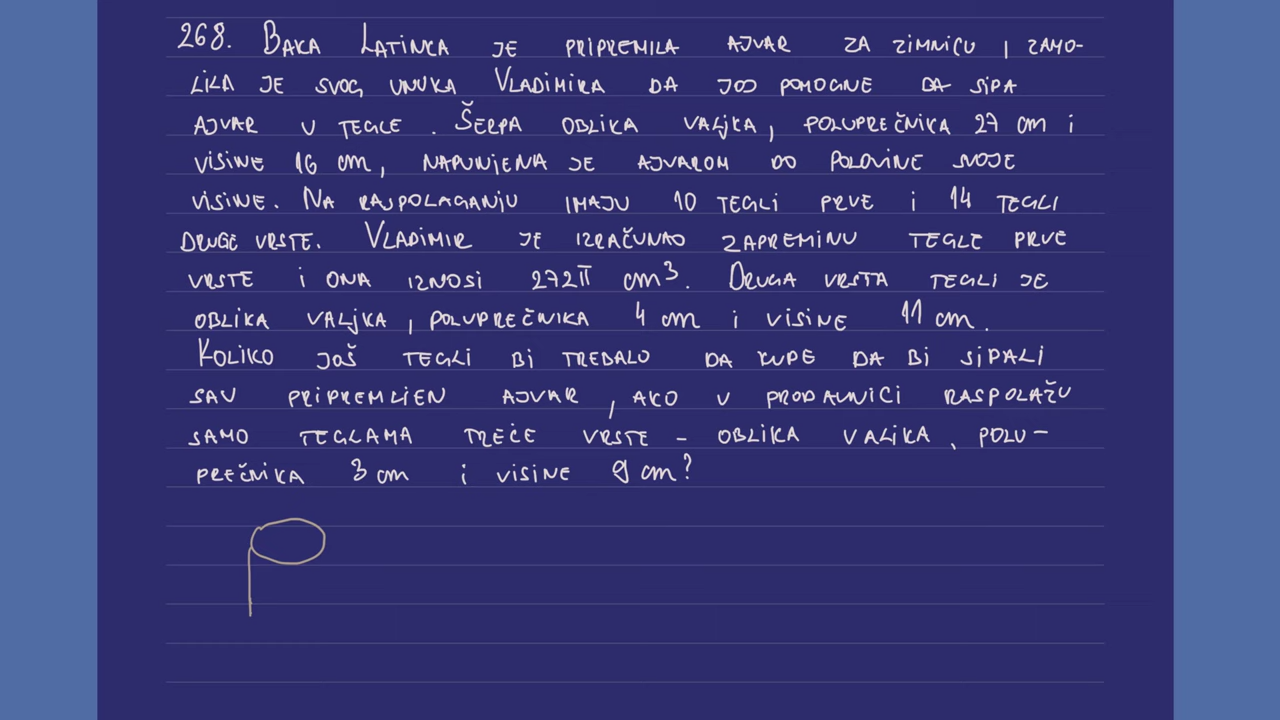 268. BAKA LATINKA JE PRIPREMILA AJVAR ZA ZIMNICU, ZAMO-
LILA JE SVOG UNUKA VLADIMIRA DA JOJ POMOGNE DA SIPA
AJVAR U TEGLE. ŠERPA OBLIKA VALJKA, POLUPREČNIKA 27 cm i
VISINE 16 cm, NAPUNJENA JE AJVAROM DO POLOVINE SVOJE
VISINE. NA RASPOLAGANJU IMAJU 10 TEGLI PRVE i 14 TEGLI
DRUGE VRSTE. VLADIMIR JE IZRAČUNAO ZAPREMINU TEGLE PRVE
VRSTE i ONA IZNOSI 272π cm³. DRUGA VRSTA TEGLI JE
OBLIKA VALJKA, POLUPREČNIKA 4 cm i VISINE 11 cm.
KOLIKO JOŠ TEGLI BI TREBALO DA KUPE DA BI SIPALI
SAV PRIPREMLJEN AJVAR, AKO U PRODAVNICI RASPOLAŽU
SAMO TEGLAMA TREĆE VRSTE - OBLIKA VALJKA, POLU-
PREČNIKA 3 cm i VISINE 9 cm?